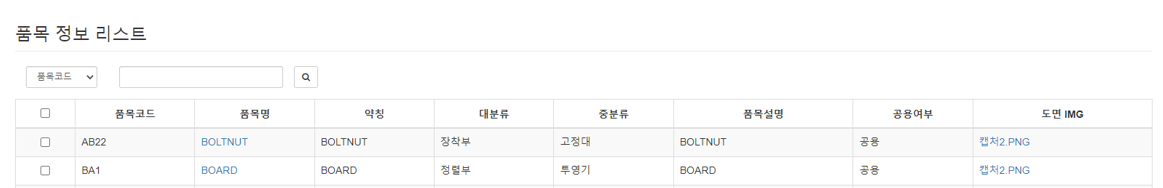 품목 정보 리스트
품목코드
품목코드 품목명 약칭 대분류 중분류 품목설명 공용여부 도면 IMG
AB22 BOLTNUT BOLTNUT 장착부 고정대 BOLTNUT 공용 캡처2.PNG
BA1 BOARD BOARD 정렬부 투영기 BOARD 공용 캡처2.PNG